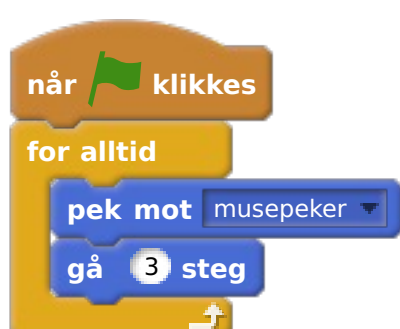 når klikkes
for alltid
pek mot musepeker
gå 3 steg